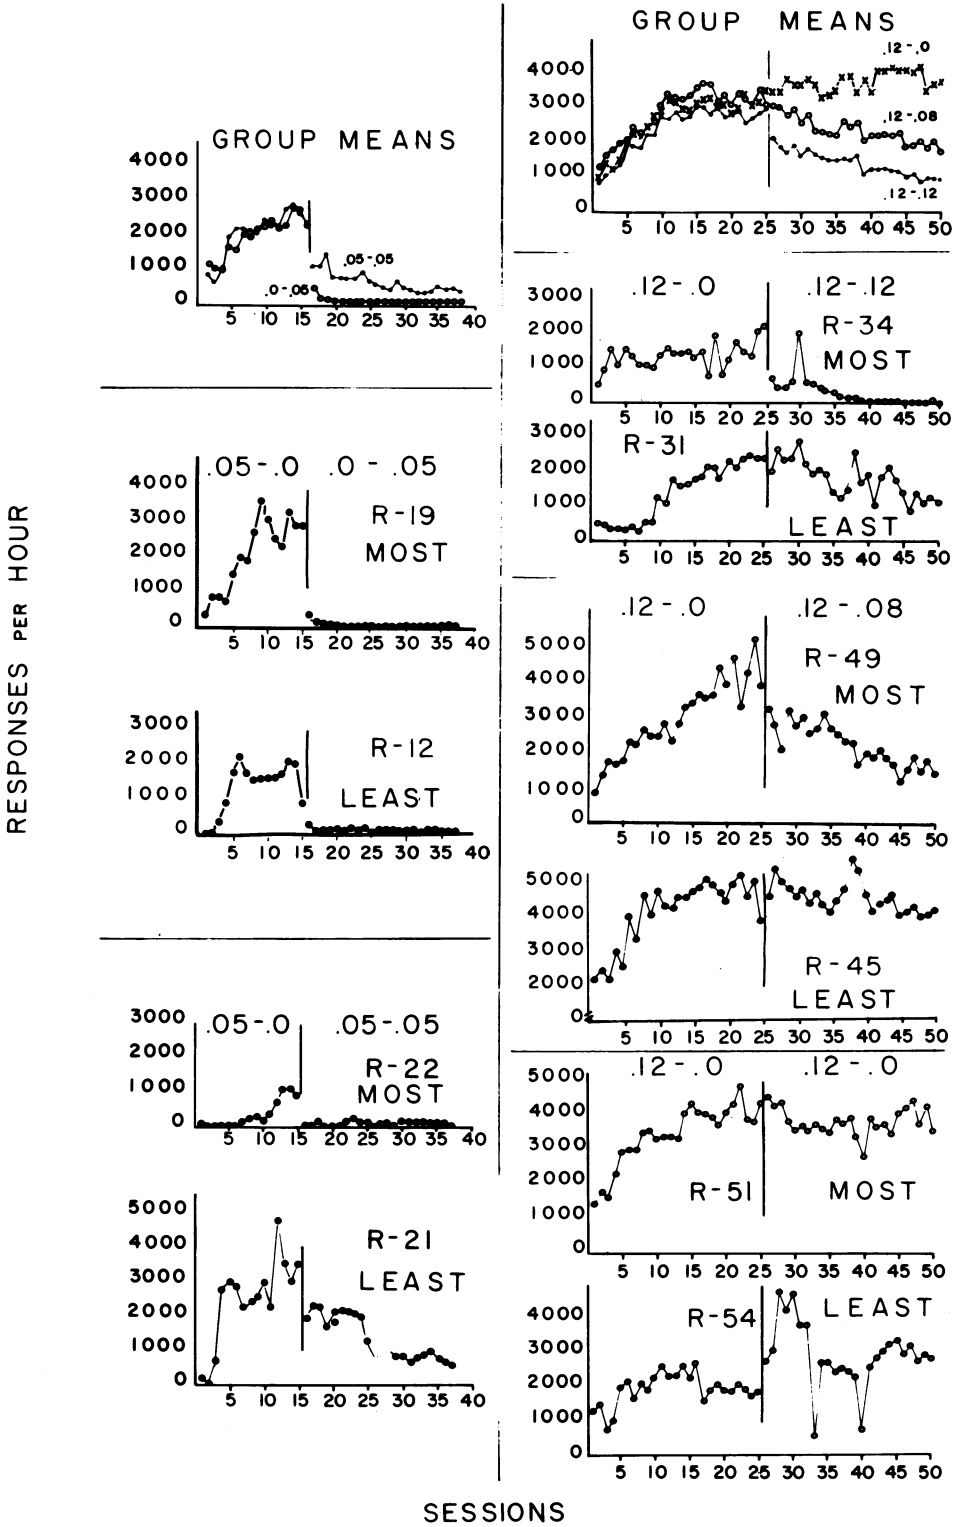 RESPONSES PER HOUR
GROUP MEANS
4000
3000
2000
1000
0
.05-.05
.0-.05
5 10 15 20 25 30 35 40
.05-.0 .0-.05
4000
3000
2000
1000
0
R-19
MOST
5 10 15 20 25 30 35 40
3000
2000
1000
0
R-12
LEAST
5 10 15 20 25 30 35 40
3000
2000
1000
0
.05-.0 .05-.05
R-22
MOST
5 10 15 20 25 30 35 40
5000
4000
3000
2000
1000
0
R-21
LEAST
5 10 15 20 25 30 35 40
GROUP MEANS
4000
3000
2000
1000
0
.12-.0
.12-.08
.12-.12
5 10 15 20 25 30 35 40 45 50
3000
2000
1000
0
.12-.0 .12-.12
R-34
MOST
5 10 15 20 25 30 35 40 45 50
3000
2000
1000
0
R-31
LEAST
5 10 15 20 25 30 35 40 45 50
.12-.0 .12-.08
5000
4000
3000
2000
1000
0
R-49
MOST
5 10 15 20 25 30 35 40 45 50
5000
4000
3000
2000
0
R-45
LEAST
5 10 15 20 25 30 35 40 45 50
.12-.0 .12-.0
5000
4000
3000
2000
1000
0
R-51 MOST
5 10 15 20 25 30 35 40 45 50
4000
3000
2000
1000
0
R-54 LEAST
5 10 15 20 25 30 35 40 45 50
SESSIONS